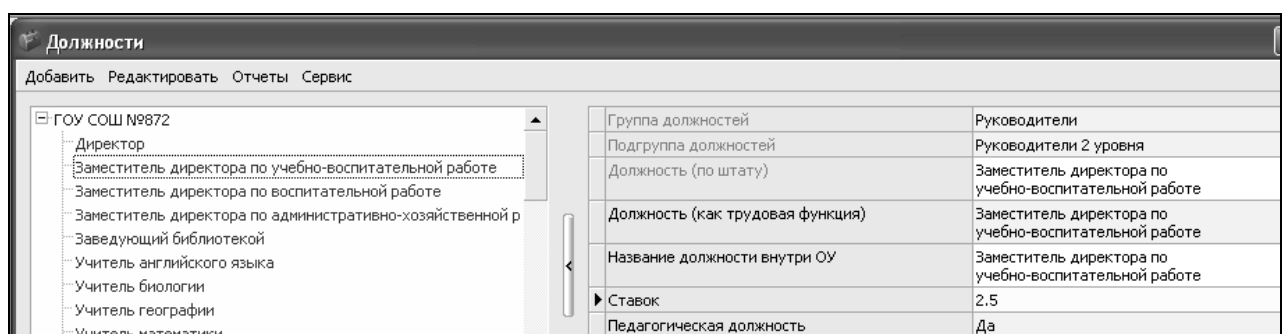 Должности
Добавить Редактировать Отчеты Сервис
ГОУ СОШ №872
Директор
Заместитель директора по учебно-воспитательной работе
Заместитель директора по воспитательной работе
Заместитель директора по административно-хозяйственной р
Заведующий библиотекой
Учитель английского языка
Учитель биологии
Учитель географии
Учитель математики
Группа должностей Руководители
Подгруппа должностей Руководители 2 уровня
Должность (по штату) Заместитель директора по
учебно-воспитательной работе
Должность (как трудовая функция) Заместитель директора по
учебно-воспитательной работе
Название должности внутри ОУ Заместитель директора по
учебно-воспитательной работе
Ставок 2.5
Педагогическая должность Да